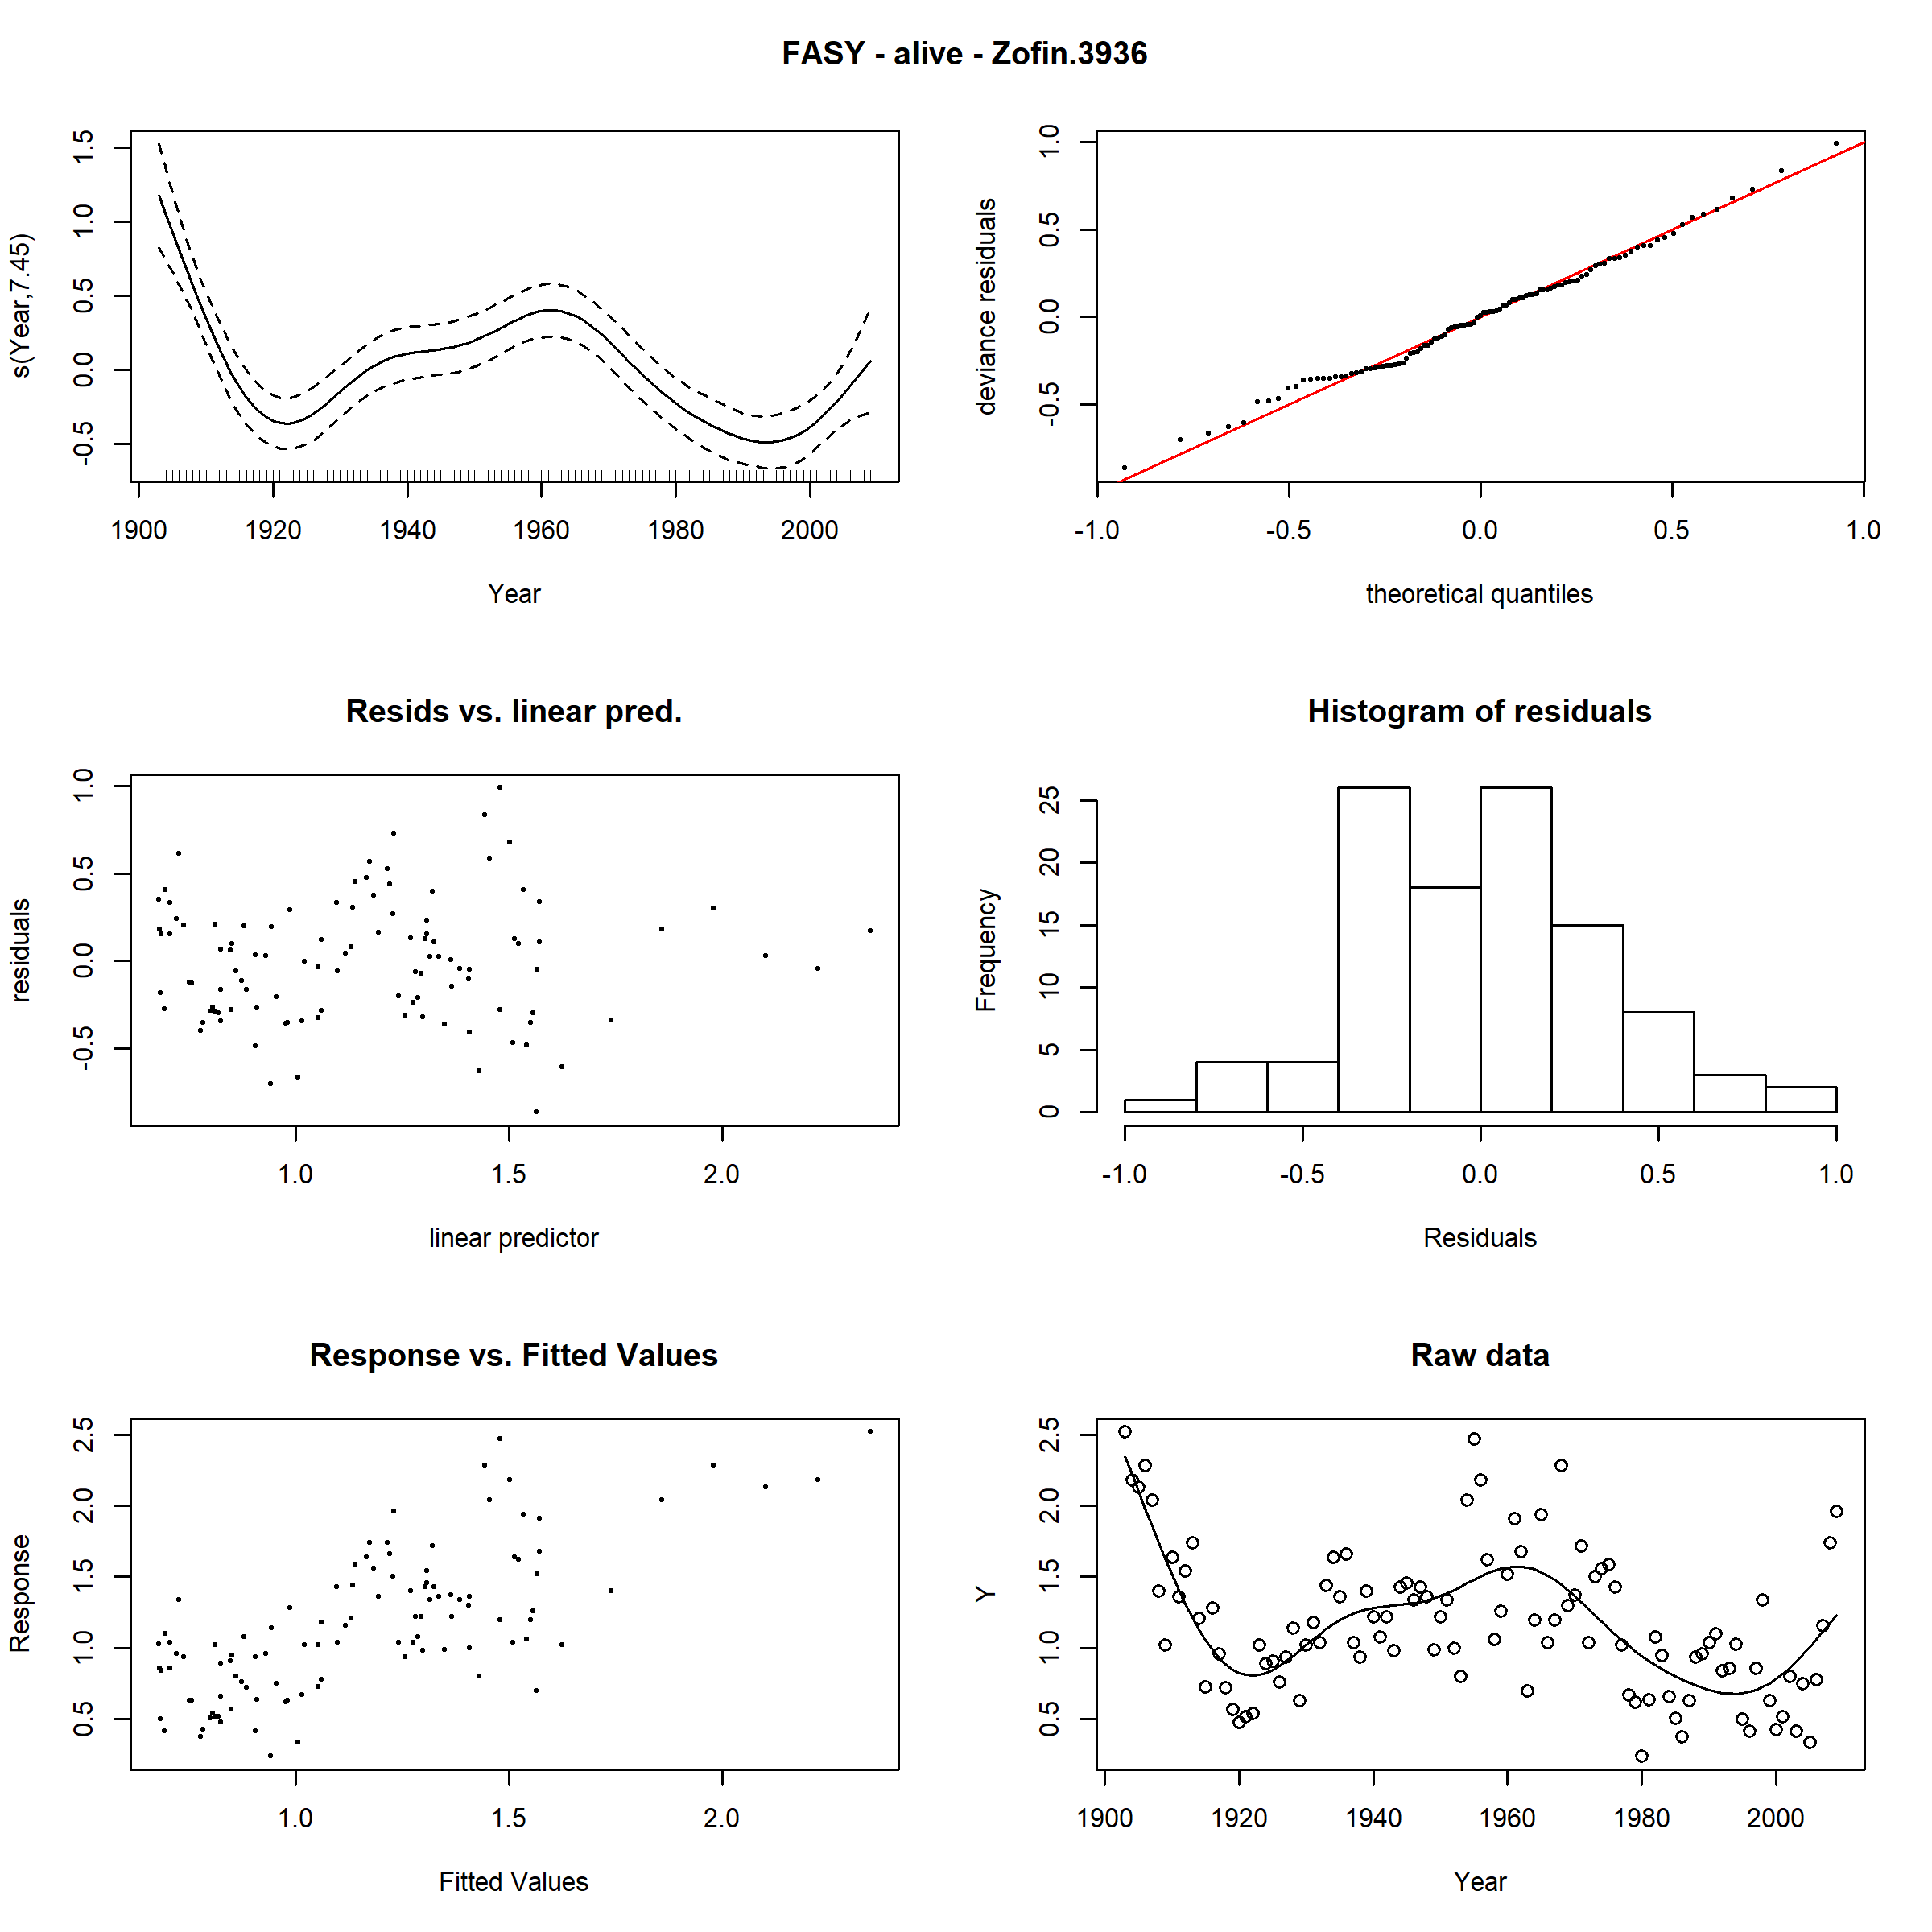 FASY - alive - Zofin.3936
s(Year,7.45)
1.5
1.0
0.5
0.0
-0.5
1900 1920 1940 1960 1980 2000
Year
deviance residuals
1.0
0.5
0.0
-0.5
-1.0 -0.5 0.0 0.5 1.0
theoretical quantiles
Resids vs. linear pred.
residuals
1.0
0.5
0.0
-0.5
1.0 1.5 2.0
linear predictor
Histogram of residuals
Frequency
25
20
15
10
5
0
-1.0 -0.5 0.0 0.5 1.0
Residuals
Response vs. Fitted Values
Response
2.5
2.0
1.5
1.0
0.5
1.0 1.5 2.0
Fitted Values
Raw data
Y
2.5
2.0
1.5
1.0
0.5
1900 1920 1940 1960 1980 2000
Year